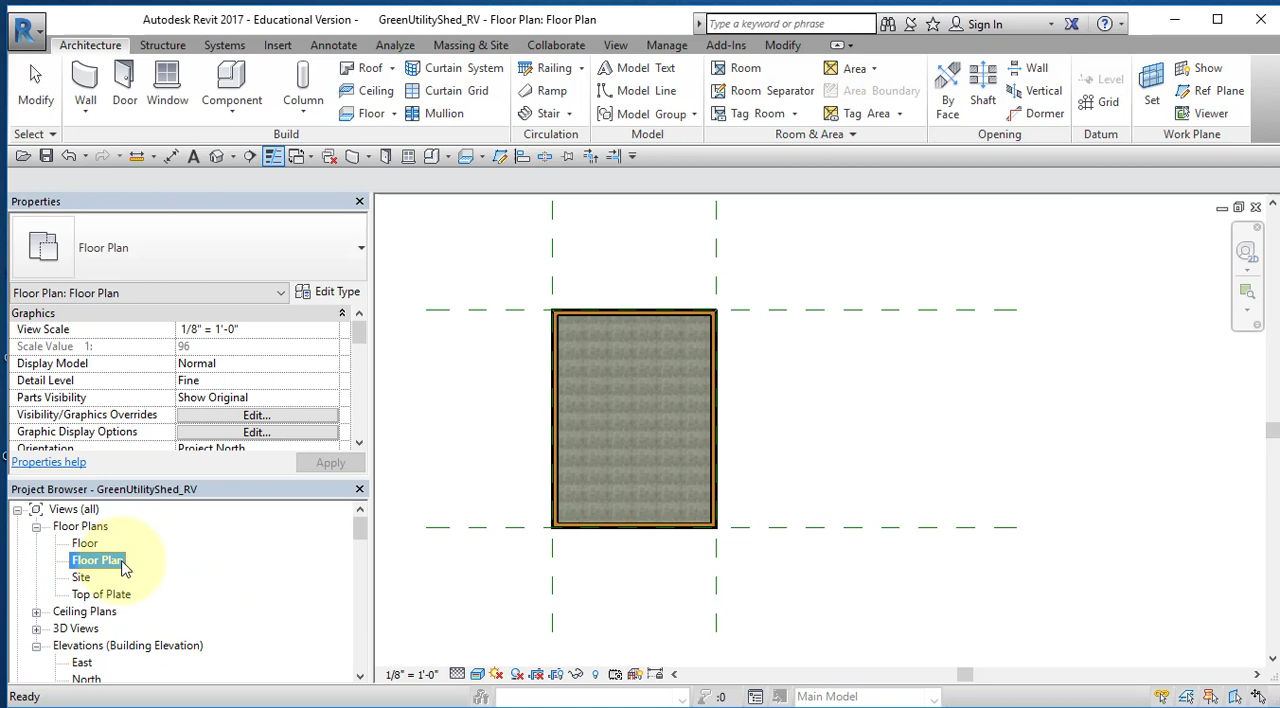 Autodesk Revit 2017 - Educational Version - GreenUtilityShed_RV - Floor Plan: Floor Plan
Type a keyword or phrase
Sign In
Architecture Structure Systems Insert Annotate Analyze Massing & Site Collaborate View Manage Add-Ins Modify
Modify Wall Door Window Component Column
Roof Curtain System Railing Model Text Room Area Wall Level Show
Ceiling Curtain Grid Ramp Model Line Room Separator Area Boundary By Face Shaft Vertical Grid Set Ref Plane
Floor Mullion Stair Model Group Tag Room Tag Area Dormer Viewer
Select Build Circulation Model Room & Area Opening Datum Work Plane
Properties
Floor Plan
Floor Plan: Floor Plan Edit Type
Graphics
View Scale 1/8" = 1'-0"
Scale Value 1: 96
Display Model Normal
Detail Level Fine
Parts Visibility Show Original
Visibility/Graphics Overrides Edit...
Graphic Display Options Edit...
Orientation Project North
Properties help Apply
Project Browser - GreenUtilityShed_RV
Views (all)
Floor Plans
Floor
Floor Plan
Site
Top of Plate
Ceiling Plans
3D Views
Elevations (Building Elevation)
East
North
2D
1/8" = 1'-0"
Ready :0 Main Model